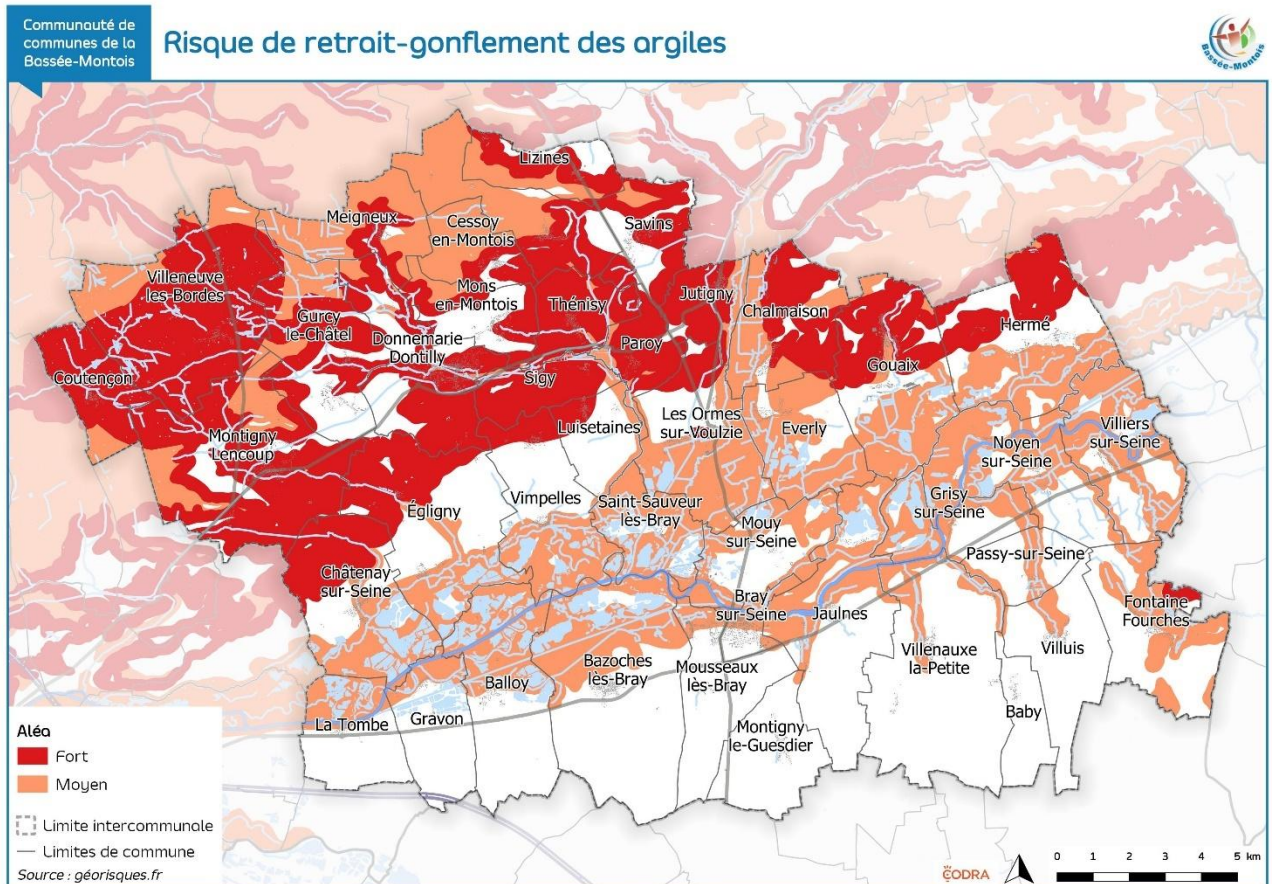 Communauté de
communes de la
Bassée-Montois
Risque de retrait-gonflement des argiles
Bassée-Montois
Lizines
Meigneux
Cessoy
en-Montois
Savins
Villeneuve
les-Bordes
Mons
en-Montois
Thénisy
Jutigny
Chalmaison
Gurcy
le-Châtel
Donnemarie
Dontilly
Paroy
Hermé
Coutençon
Sigy
Gouaix
Luisetaines
Les Ormes
sur-Voulzie
Everly
Villiers
sur-Seine
Montigny
Lencoup
Noyen
sur-Seine
Égligny
Vimpelles
Saint-Sauveur
lès-Bray
Grisy
sur-Seine
Mouy
sur-Seine
Passy-sur-Seine
Châtenay
sur-Seine
Bray
sur-Seine
Jaulnes
Fontaine
Fourches
Villenauxe
la-Petite
Villuis
Bazoches
lès-Bray
Mousseaux
lès-Bray
Balloy
La Tombe
Gravon
Baby
Montigny
le-Guesdier
Aléa
Fort
Moyen
Limite intercommunale
Limites de commune
Source : géorisques.fr
CODRA
0 1 2 3 4 5 km